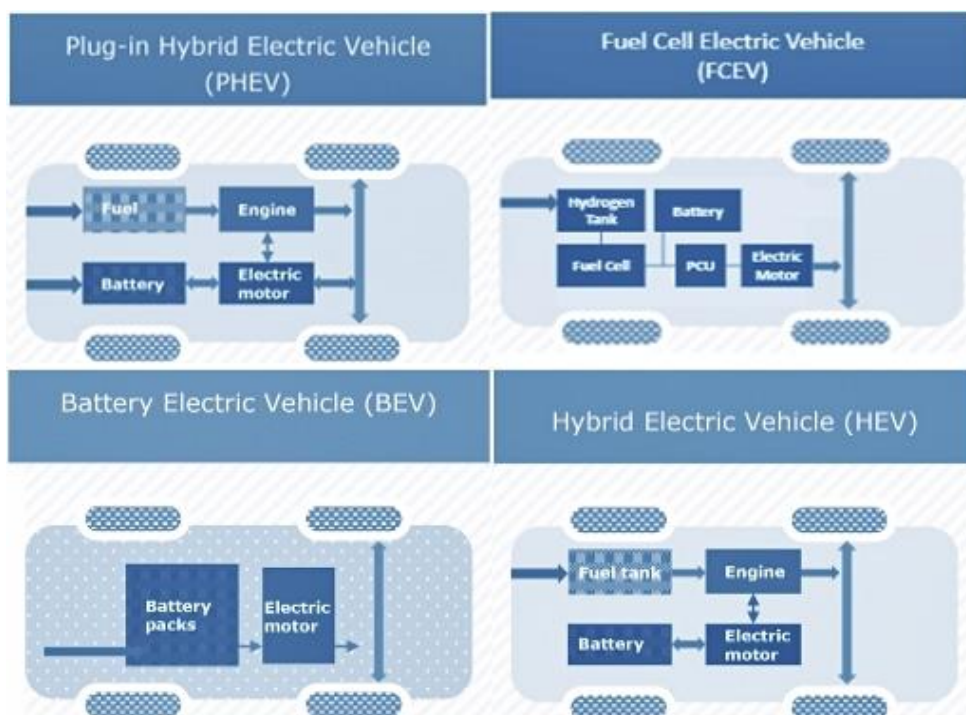 Plug-in Hybrid Electric Vehicle
(PHEV)
Fuel
Engine
Battery
Electric
motor
Fuel Cell Electric Vehicle
(FCEV)
Hydrogen
Tank
Battery
Fuel Cell
PCU
Electric
Motor
Battery Electric Vehicle (BEV)
Battery
packs
Electric
motor
Hybrid Electric Vehicle (HEV)
Fuel tank
Engine
Battery
Electric
motor